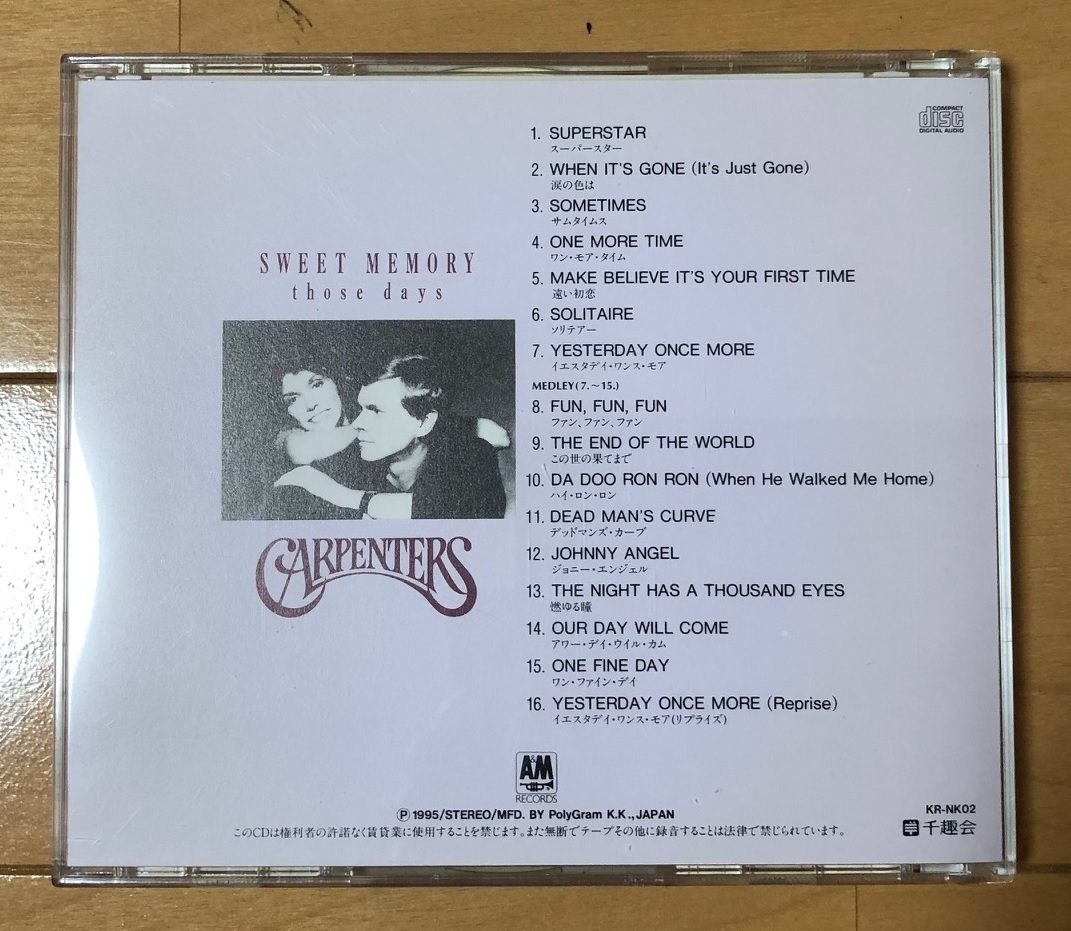 COMPACT
disc
DIGITAL AUDIO
SWEET MEMORY
those days
CARPENTERS
1. SUPERSTAR
スーパースター
2. WHEN IT'S GONE (It's Just Gone)
涙の色は
3. SOMETIMES
サムタイムス
4. ONE MORE TIME
ワン・モア・タイム
5. MAKE BELIEVE IT'S YOUR FIRST TIME
遠い初恋
6. SOLITAIRE
ソリテアー
7. YESTERDAY ONCE MORE
イエスタデイ・ワンス・モア
MEDLEY(7.～15.)
8. FUN, FUN, FUN
ファン、ファン、ファン
9. THE END OF THE WORLD
この世の果てまで
10. DA DOO RON RON (When He Walked Me Home)
ハイ・ロン・ロン
11. DEAD MAN'S CURVE
デッドマンズ・カーブ
12. JOHNNY ANGEL
ジョニー・エンジェル
13. THE NIGHT HAS A THOUSAND EYES
燃ゆる瞳
14. OUR DAY WILL COME
アワー・デイ・ウイル・カム
15. ONE FINE DAY
ワン・ファイン・デイ
16. YESTERDAY ONCE MORE (Reprise)
イエスタデイ・ワンス・モア(リプライズ)
A&M
RECORDS
Ⓟ 1995/STEREO/MFD. BY PolyGram K.K., JAPAN
このCDは権利者の許諾なく賃貸業に使用することを禁じます。また無断でテープその他に録音することは法律で禁じられています。
KR-NK02
千趣会